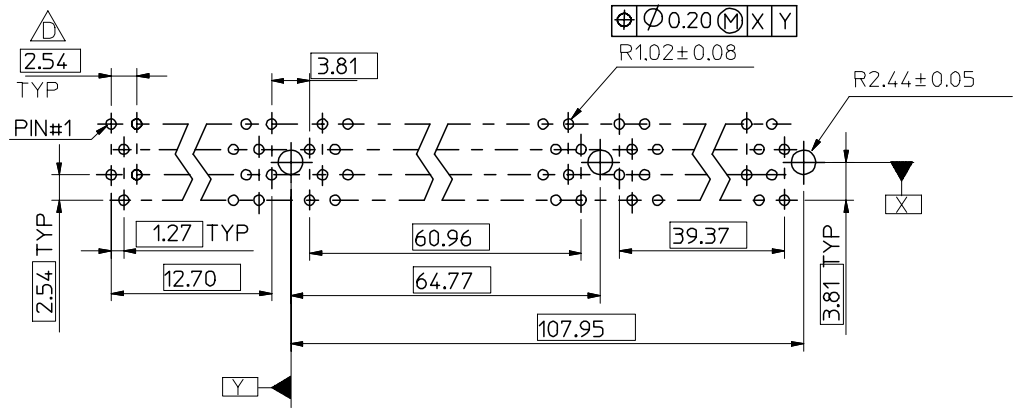 ⌖ ∅0.20 Ⓜ X Y
D
2.54
TYP
3.81
R1.02±0.08
R2.44±0.05
PIN#1
X
1.27 TYP
2.54 TYP
12.70
60.96
39.37
64.77
3.81 TYP
107.95
Y